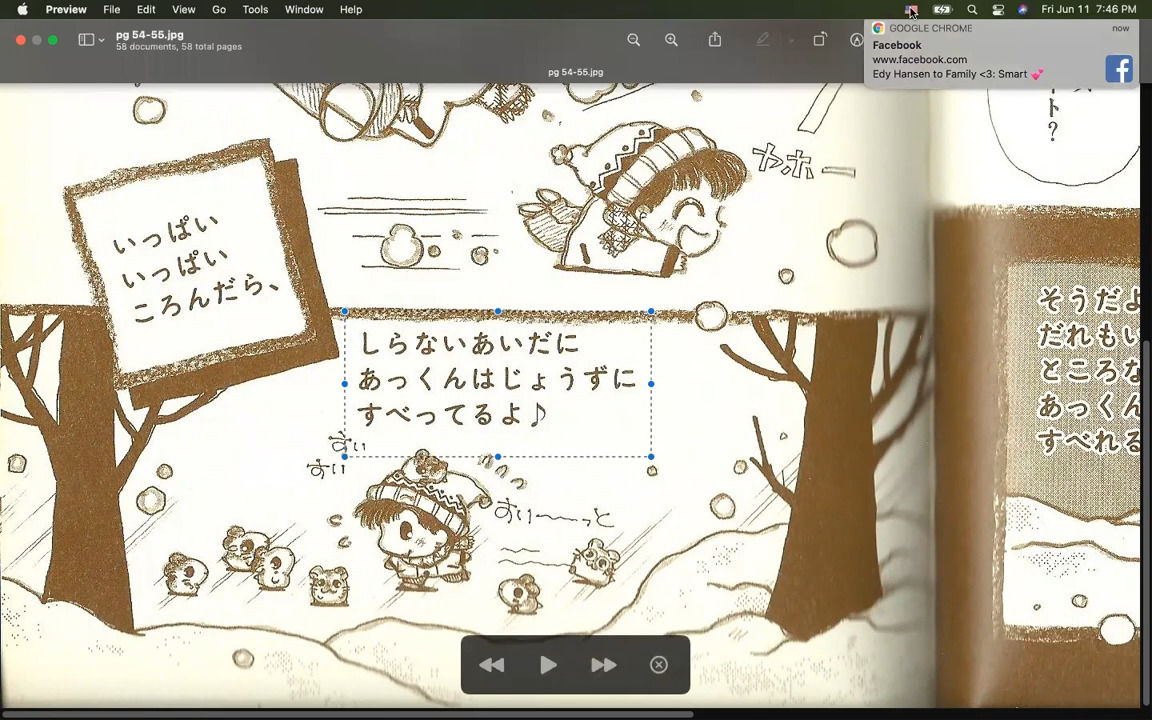 Preview File Edit View Go Tools Window Help
Fri Jun 11 7:46 PM
pg 54-55.jpg
58 documents, 58 total pages
pg 54-55.jpg
GOOGLE CHROME
now
Facebook
www.facebook.com
Edy Hansen to Family <3: Smart 💕
ヤホー
いっぱい
いっぱい
ころんだら、
しらないあいだに
あっくんはじょうずに
すべってるよ♪
すい
すい
すい〜〜っと
ト?
そうだよ
だれもい
ところな
あっくん
すべれる